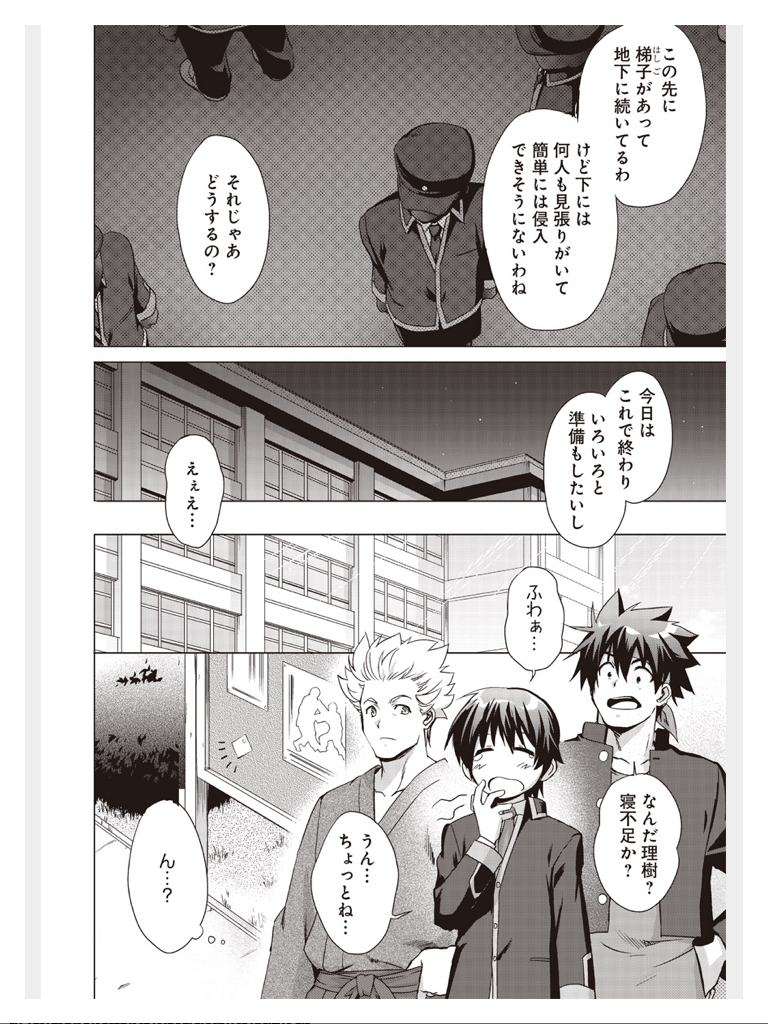 この先に
梯子があって
はしご
地下に続いてるわ
けど下には
何人も見張りがいて
簡単には侵入
できそうにないわね
それじゃあ
どうするの?
今日は
これで終わり
いろいろと
準備もしたいし
えぇえ…
ふわぁ…
なんだ理樹?
寝不足か?
うん…
ちょっとね…
ん…?